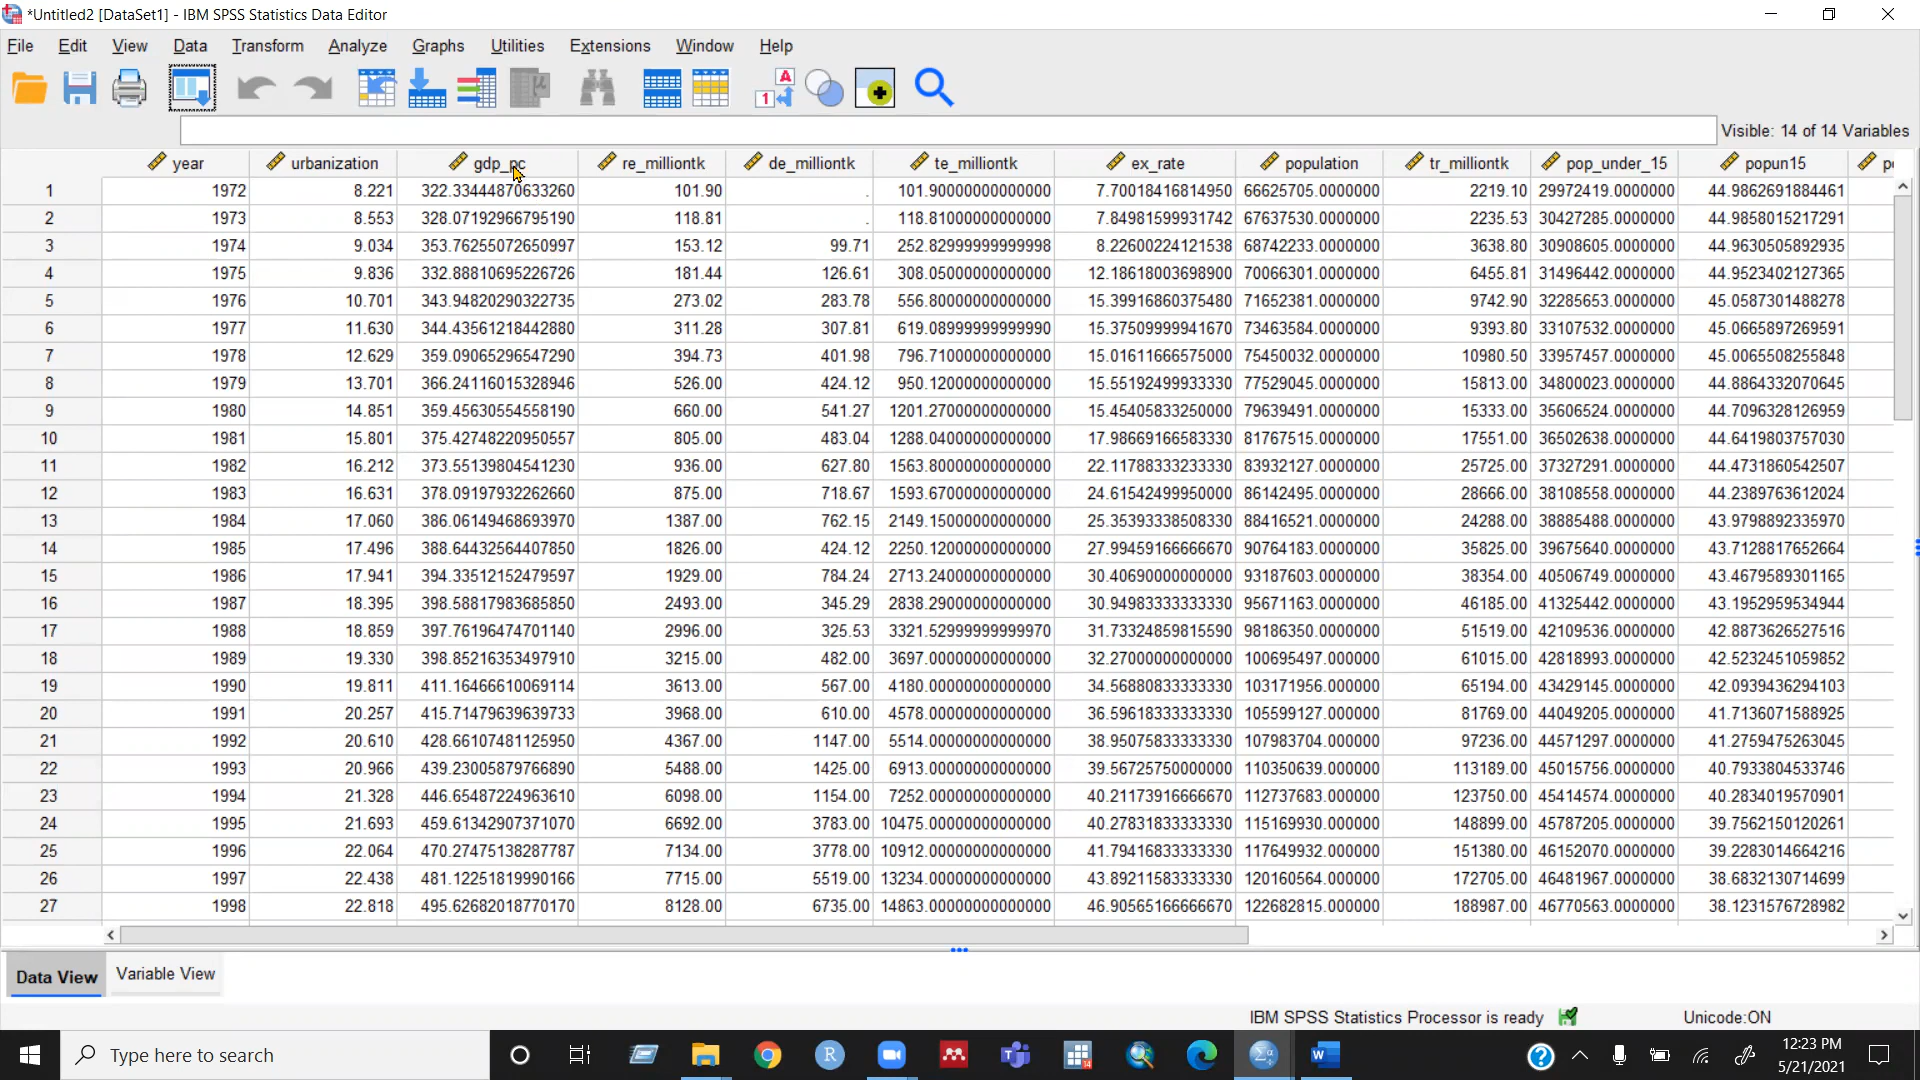 *Untitled2 [DataSet1] - IBM SPSS Statistics Data Editor
File Edit View Data Transform Analyze Graphs Utilities Extensions Window Help
Visible: 14 of 14 Variables
year urbanization gdp_pc re_milliontk de_milliontk te_milliontk ex_rate population tr_milliontk pop_under_15 popun15
1 1972 8.221 322.33444870633260 101.90 . 101.90000000000000 7.70018416814950 66625705.0000000 2219.10 29972419.0000000 44.9862691884461
2 1973 8.553 328.07192966795190 118.81 . 118.81000000000000 7.84981599931742 67637530.0000000 2235.53 30427285.0000000 44.9858015217291
3 1974 9.034 353.76255072650997 153.12 99.71 252.82999999999998 8.22600224121538 68742233.0000000 3638.80 30908605.0000000 44.9630505892935
4 1975 9.836 332.88810695226726 181.44 126.61 308.05000000000000 12.18618003698900 70066301.0000000 6455.81 31496442.0000000 44.9523402127365
5 1976 10.701 343.94820290322735 273.02 283.78 556.80000000000000 15.39916860375480 71652381.0000000 9742.90 32285653.0000000 45.0587301488278
6 1977 11.630 344.43561218442880 311.28 307.81 619.08999999999990 15.37509999941670 73463584.0000000 9393.80 33107532.0000000 45.0665897269591
7 1978 12.629 359.09065296547290 394.73 401.98 796.71000000000000 15.01611666575000 75450032.0000000 10980.50 33957457.0000000 45.0065508255848
8 1979 13.701 366.24116015328946 526.00 424.12 950.12000000000000 15.55192499933330 77529045.0000000 15813.00 34800023.0000000 44.8864332070645
9 1980 14.851 359.45630554558190 660.00 541.27 1201.27000000000000 15.45405833250000 79639491.0000000 15333.00 35606524.0000000 44.7096328126959
10 1981 15.801 375.42748220950557 805.00 483.04 1288.04000000000000 17.98669166583330 81767515.0000000 17551.00 36502638.0000000 44.6419803757030
11 1982 16.212 373.55139804541230 936.00 627.80 1563.80000000000000 22.11788333233330 83932127.0000000 25725.00 37327291.0000000 44.4731860542507
12 1983 16.631 378.09197932262660 875.00 718.67 1593.67000000000000 24.61542499950000 86142495.0000000 28666.00 38108558.0000000 44.2389763612024
13 1984 17.060 386.06149468693970 1387.00 762.15 2149.15000000000000 25.35393338508330 88416521.0000000 24288.00 38885488.0000000 43.9798892335970
14 1985 17.496 388.64432564407850 1826.00 424.12 2250.12000000000000 27.99459166666670 90764183.0000000 35825.00 39675640.0000000 43.7128817652664
15 1986 17.941 394.33512152479597 1929.00 784.24 2713.24000000000000 30.40690000000000 93187603.0000000 38354.00 40506749.0000000 43.4679589301165
16 1987 18.395 398.58817983685850 2493.00 345.29 2838.29000000000000 30.94983333333330 95671163.0000000 46185.00 41325442.0000000 43.1952959534944
17 1988 18.859 397.76196474701140 2996.00 325.53 3321.52999999999970 31.73324859815590 98186350.0000000 51519.00 42109536.0000000 42.8873626527516
18 1989 19.330 398.85216353497910 3215.00 482.00 3697.00000000000000 32.27000000000000 100695497.000000 61015.00 42818993.0000000 42.5232451059852
19 1990 19.811 411.16466610069114 3613.00 567.00 4180.00000000000000 34.56880833333330 103171956.000000 65194.00 43429145.0000000 42.0939436294103
20 1991 20.257 415.71479639639733 3968.00 610.00 4578.00000000000000 36.59618333333330 105599127.000000 81769.00 44049205.0000000 41.7136071588925
21 1992 20.610 428.66107481125950 4367.00 1147.00 5514.00000000000000 38.95075833333330 107983704.000000 97236.00 44571297.0000000 41.2759475263045
22 1993 20.966 439.23005879766890 5488.00 1425.00 6913.00000000000000 39.56725750000000 110350639.000000 113189.00 45015756.0000000 40.7933804533746
23 1994 21.328 446.65487224963610 6098.00 1154.00 7252.00000000000000 40.21173916666670 112737683.000000 123750.00 45414574.0000000 40.2834019570901
24 1995 21.693 459.61342907371070 6692.00 3783.00 10475.00000000000000 40.27831833333330 115169930.000000 148899.00 45787205.0000000 39.7562150120261
25 1996 22.064 470.27475138287787 7134.00 3778.00 10912.00000000000000 41.79416833333330 117649932.000000 151380.00 46152070.0000000 39.2283014664216
26 1997 22.438 481.12251819990166 7715.00 5519.00 13234.00000000000000 43.89211583333330 120160564.000000 172705.00 46481967.0000000 38.6832130714699
27 1998 22.818 495.62682018770170 8128.00 6735.00 14863.00000000000000 46.90565166666670 122682815.000000 188987.00 46770563.0000000 38.1231576728982
Data View Variable View
IBM SPSS Statistics Processor is ready Unicode:ON
Type here to search
12:23 PM
5/21/2021